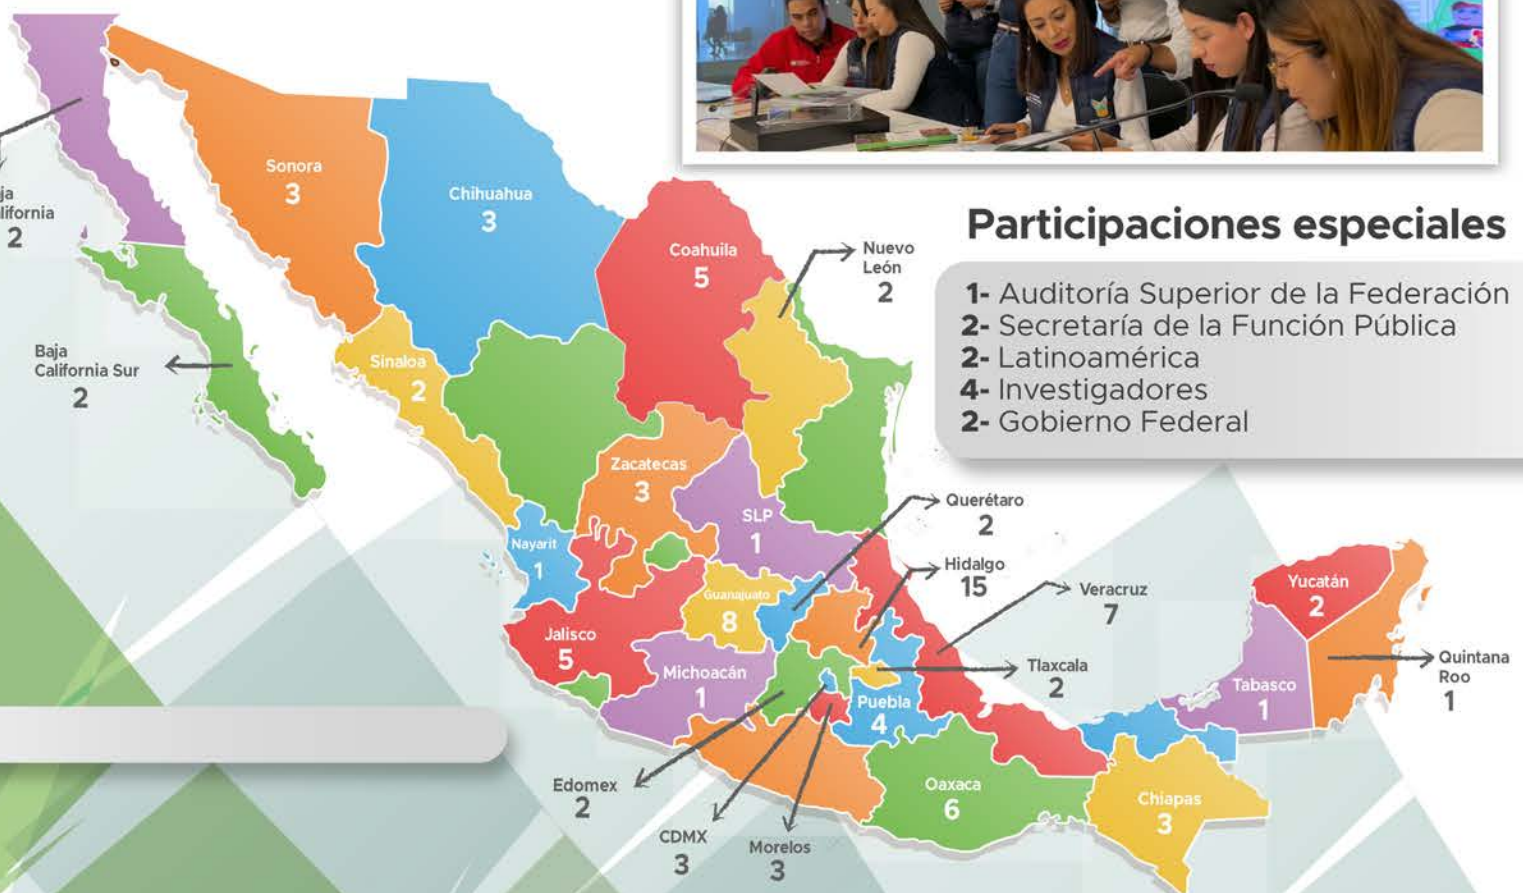 Participaciones especiales
1- Auditoría Superior de la Federación
2- Secretaría de la Función Pública
2- Latinoamérica
4- Investigadores
2- Gobierno Federal
ja
lifornia
2
Baja
California Sur
2
Sonora
3
Chihuahua
3
Coahuila
5
Nuevo
León
2
Sinaloa
2
Zacatecas
3
SLP
1
Nayarit
1
Querétaro
2
Hidalgo
15
Guanajuato
8
Jalisco
5
Michoacán
1
Veracruz
7
Tlaxcala
2
Puebla
4
Edomex
2
CDMX
3
Morelos
3
Oaxaca
6
Chiapas
3
Tabasco
1
Yucatán
2
Quintana
Roo
1